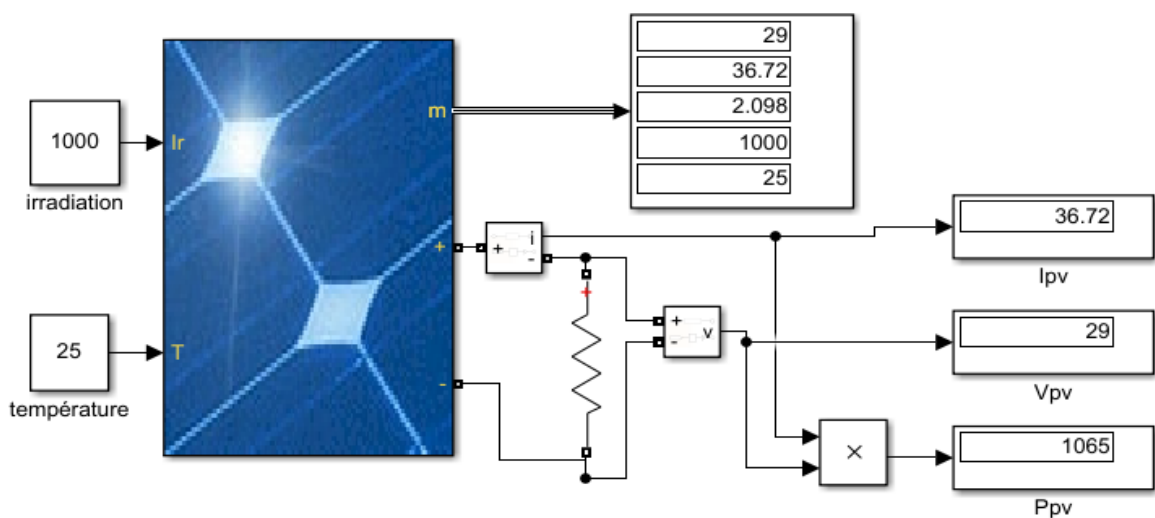 29
36.72
2.098
1000
25
1000
irradiation
Ir
m
25
température
T
+
-
+
i
-
+
+
-
v
36.72
Ipv
29
Vpv
×
1065
Ppv